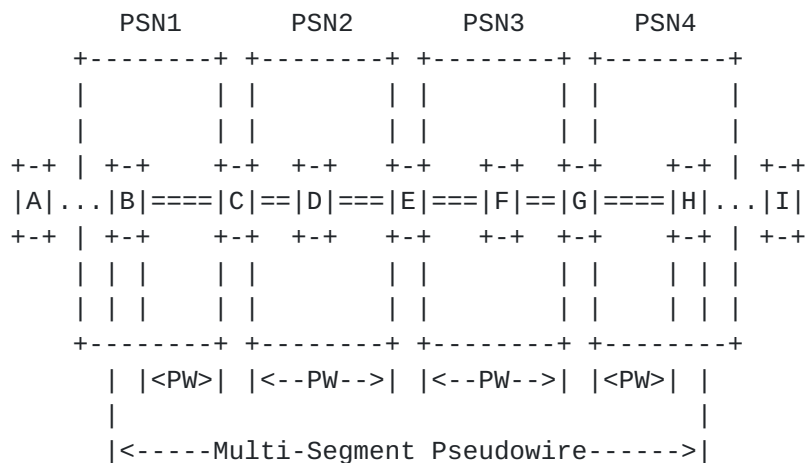 PSN1       PSN2       PSN3       PSN4
    +--------+ +--------+ +--------+ +--------+
    |        | |        | |        | |        |
    |        | |        | |        | |        |
+-+ | +-+    +-+  +-+   +-+   +-+  +-+    +-+ | +-+
|A|...|B|====|C|==|D|===|E|===|F|==|G|====|H|...|I|
+-+ | +-+    +-+  +-+   +-+   +-+  +-+    +-+ | +-+
    | | |    | |        | |        | |    | | |
    | | |    | |        | |        | |    | | |
    +--------+ +--------+ +--------+ +--------+
      | |<PW>| |<--PW-->| |<--PW-->| |<PW>| |
      |                                     |
      |<-----Multi-Segment Pseudowire------>|